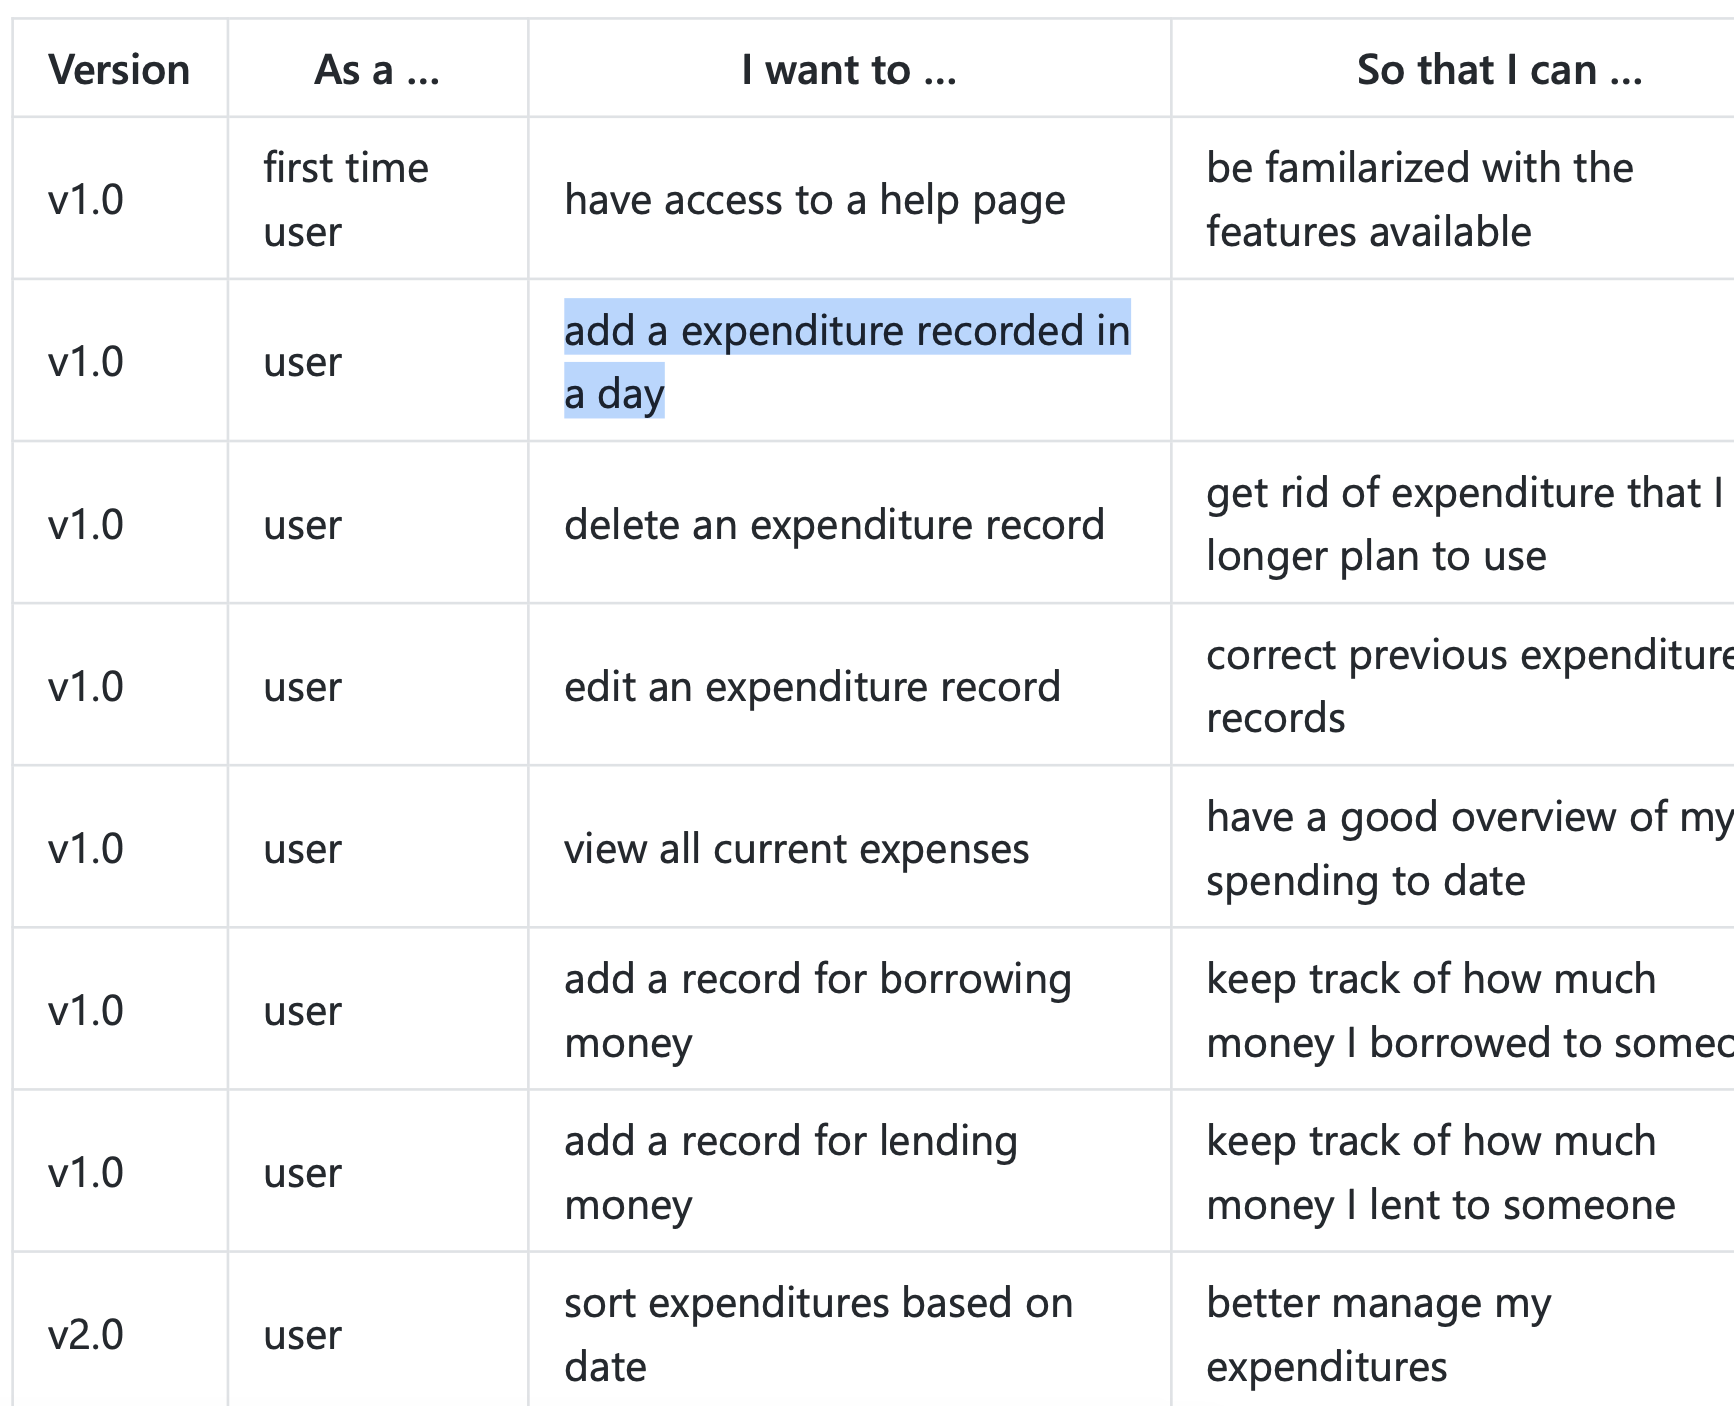 Version As a ... I want to ... So that I can ...
v1.0
first time
user
have access to a help page
be familarized with the
features available
v1.0
user
add a expenditure recorded in
a day
v1.0
user
delete an expenditure record
get rid of expenditure that I
longer plan to use
v1.0
user
edit an expenditure record
correct previous expenditure
records
v1.0
user
view all current expenses
have a good overview of my
spending to date
v1.0
user
add a record for borrowing
money
keep track of how much
money I borrowed to
v1.0
user
add a record for lending
money
keep track of how much
money I lent to someone
v2.0
user
sort expenditures based on
date
better manage my
expenditures